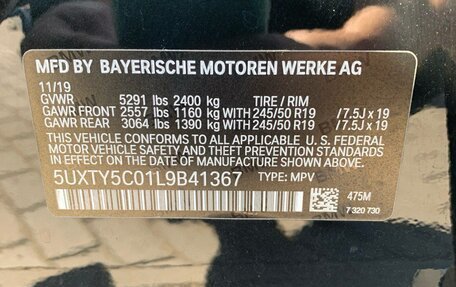 MFD BY BAYERISCHE MOTOREN WERKE AG
11/19
GVWR 5291 lbs 2400 kg TIRE / RIM
GAWR FRONT 2557 lbs 1160 kg WITH 245/50 R19 /7.5J x 19
GAWR REAR 3064 lbs 1390 kg WITH 245/50 R19 /7.5J x 19
THIS VEHICLE CONFORMS TO ALL APPLICABLE U. S. FEDERAL
MOTOR VEHICLE SAFETY, BUMPER, AND THEFT PREVENTION
STANDARDS IN EFFECT ON THE DATE OF MANUFACTURE SHOWN ABOVE.
5UXTY5C01L9B41367 TYPE: MPV
475M
7 320 730